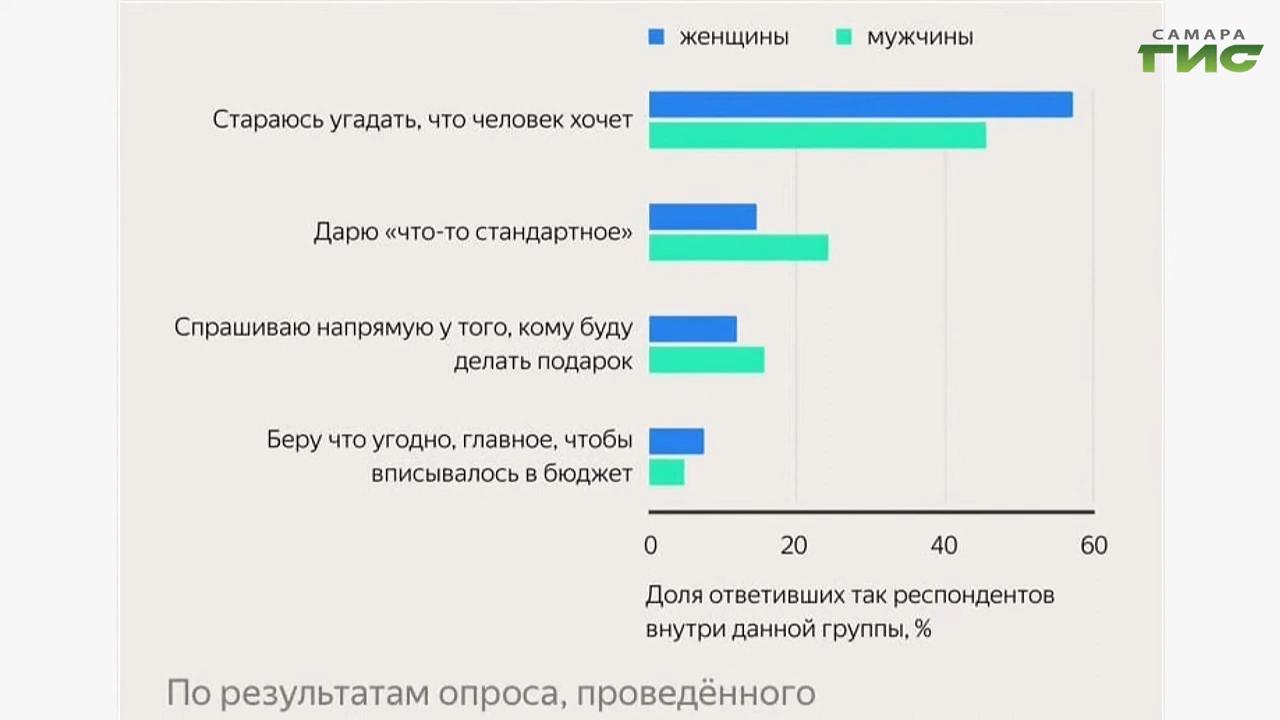 женщины мужчины
САМАРА
ГИС
Стараюсь угадать, что человек хочет
Дарю «что-то стандартное»
Спрашиваю напрямую у того, кому буду
делать подарок
Беру что угодно, главное, чтобы
вписывалось в бюджет
0 20 40 60
Доля ответивших так респондентов
внутри данной группы, %
По результатам опроса, проведённого